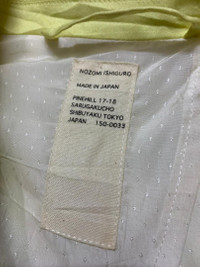 NOZOMI ISHIGURO
MADE IN JAPAN
PINEHILL 17-18
SARUGAKUCHO
SHIBUYAKU TOKYO
JAPAN 150-0033